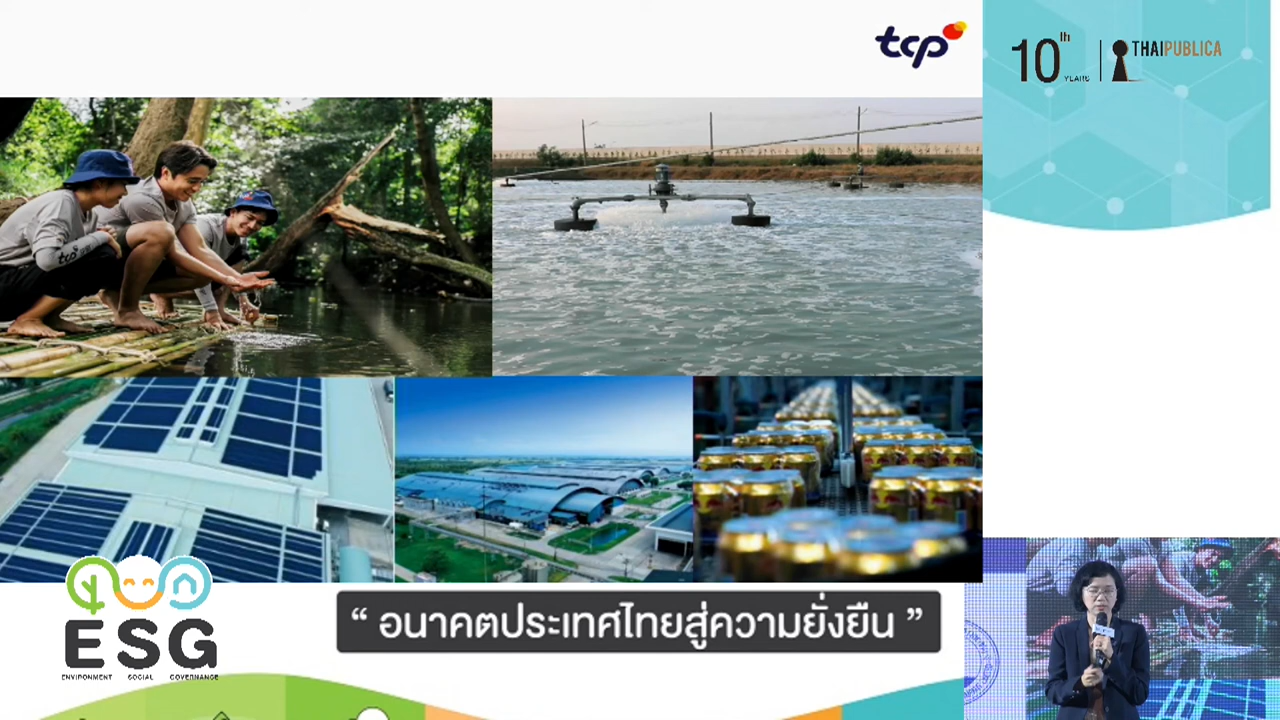 tcp
10th YEARS
THAIPUBLICA
tcp
“ อนาคตประเทศไทยสู่ความยั่งยืน ”
ESG
ENVIRONMENT SOCIAL GOVERNANCE